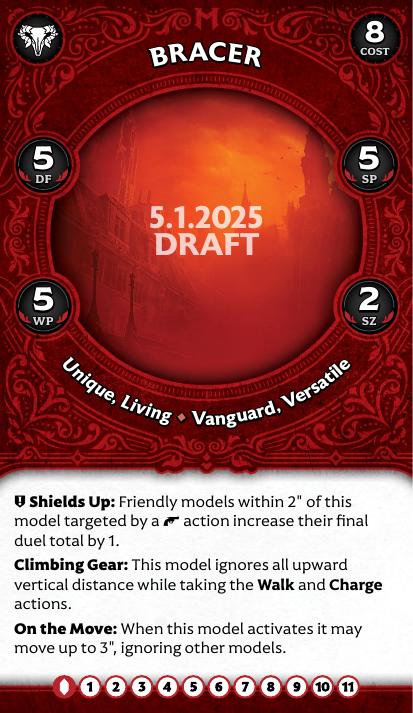 M
BRACER
8
COST
5
DF
5
SP
5.1.2025
DRAFT
5
WP
2
SZ
Unique, Living ♦ Vanguard, Versatile
Shields Up: Friendly models within 2" of this
model targeted by a action increase their final
duel total by 1.
Climbing Gear: This model ignores all upward
vertical distance while taking the Walk and Charge
actions.
On the Move: When this model activates it may
move up to 3", ignoring other models.
1 2 3 4 5 6 7 8 9 10 11